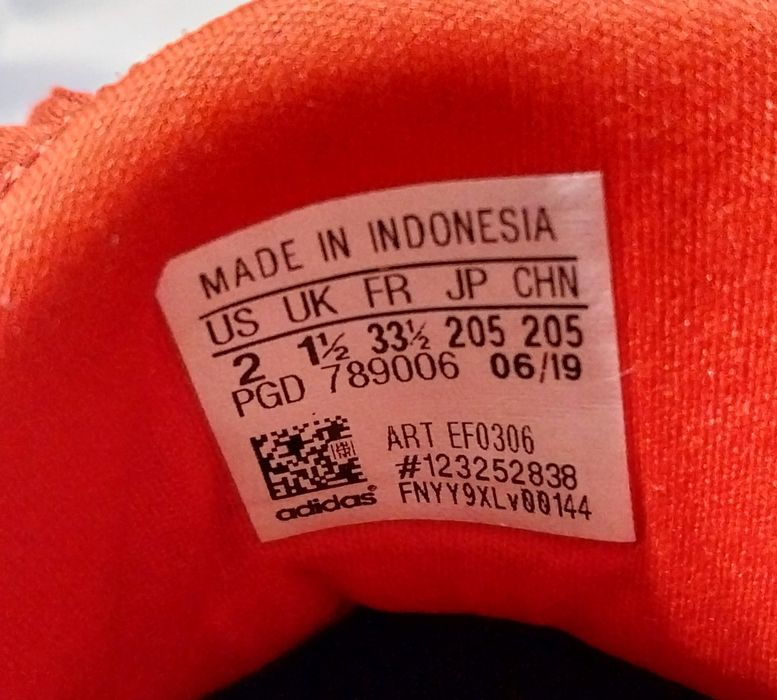 MADE IN INDONESIA
US UK FR JP CHN
2 1½ 33½ 205 205
PGD 789006 06/19
ART EF0306
#123252838
FNYY9XLv00144
adidas